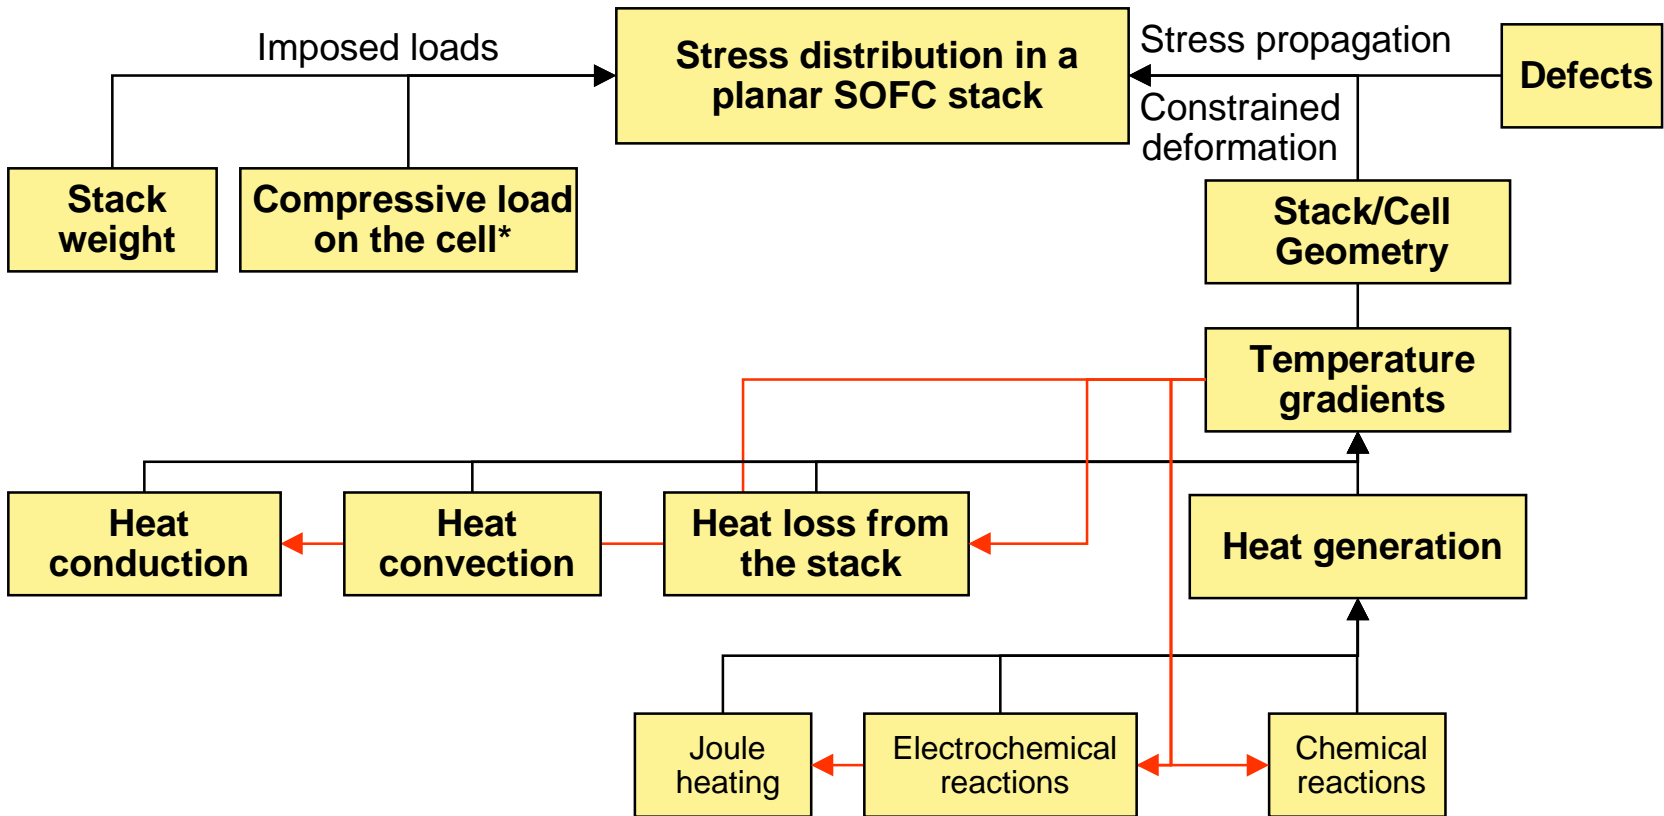 Imposed loads
Stress distribution in a
planar SOFC stack
Stress propagation
Constrained
deformation
Defects
Stack
weight
Compressive load
on the cell*
Stack/Cell
Geometry
Temperature
gradients
Heat
conduction
Heat
convection
Heat loss from
the stack
Heat generation
Joule
heating
Electrochemical
reactions
Chemical
reactions